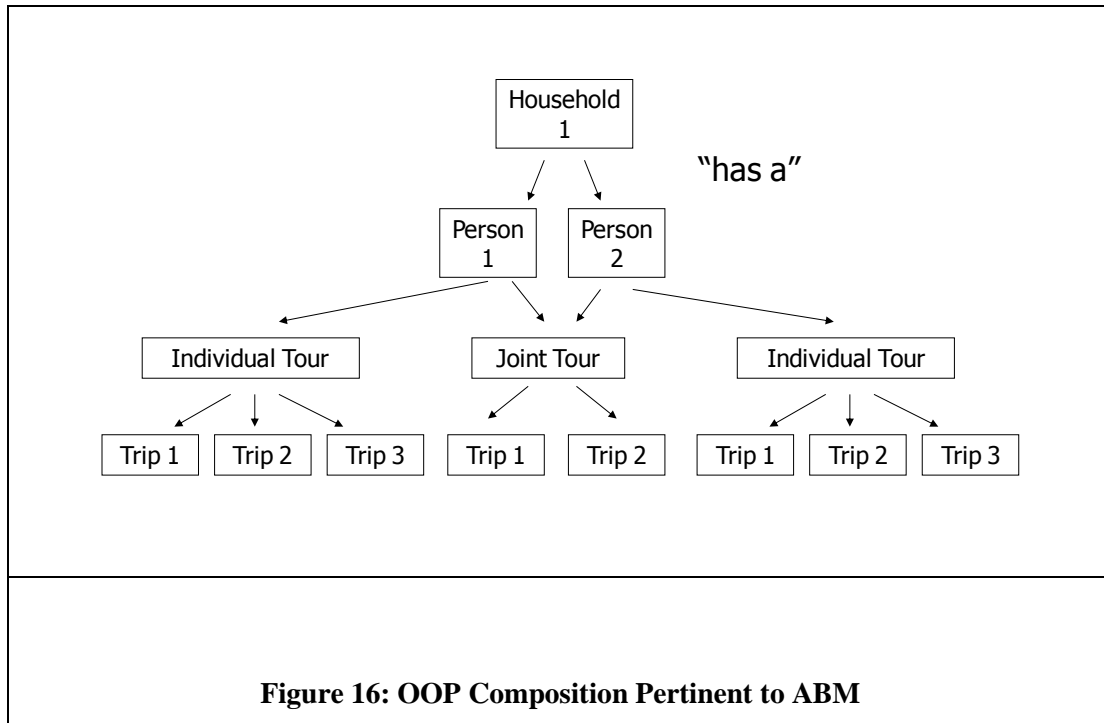 Household
1
“has a”
Person
1
Person
2
Individual Tour
Joint Tour
Individual Tour
Trip 1
Trip 2
Trip 3
Trip 1
Trip 2
Trip 1
Trip 2
Trip 3
Figure 16: OOP Composition Pertinent to ABM